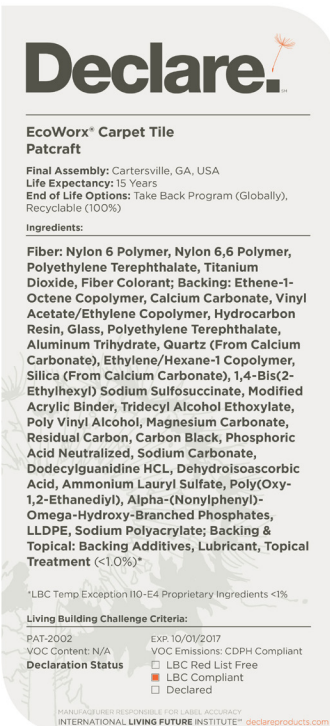 Declare.
SM
EcoWorx® Carpet Tile
Patcraft
Final Assembly: Cartersville, GA, USA
Life Expectancy: 15 Years
End of Life Options: Take Back Program (Globally),
Recyclable (100%)
Ingredients:
Fiber: Nylon 6 Polymer, Nylon 6,6 Polymer,
Polyethylene Terephthalate, Titanium
Dioxide, Fiber Colorant; Backing: Ethene-1-
Octene Copolymer, Calcium Carbonate, Vinyl
Acetate/Ethylene Copolymer, Hydrocarbon
Resin, Glass, Polyethylene Terephthalate,
Aluminum Trihydrate, Quartz (From Calcium
Carbonate), Ethylene/Hexane-1 Copolymer,
Silica (From Calcium Carbonate), 1,4-Bis(2-
Ethylhexyl) Sodium Sulfosuccinate, Modified
Acrylic Binder, Tridecyl Alcohol Ethoxylate,
Poly Vinyl Alcohol, Magnesium Carbonate,
Residual Carbon, Carbon Black, Phosphoric
Acid Neutralized, Sodium Carbonate,
Dodecylguanidine HCL, Dehydroisoascorbic
Acid, Ammonium Lauryl Sulfate, Poly(Oxy-
1,2-Ethanediyl), Alpha-(Nonylphenyl)-
Omega-Hydroxy-Branched Phosphates,
LLDPE, Sodium Polyacrylate; Backing &
Topical: Backing Additives, Lubricant, Topical
Treatment (<1.0%)*
*LBC Temp Exception I10-E4 Proprietary Ingredients <1%
Living Building Challenge Criteria:
PAT-2002 EXP. 10/01/2017
VOC Content: N/A VOC Emissions: CDPH Compliant
Declaration Status LBC Red List Free
LBC Compliant
Declared
MANUFACTURER RESPONSIBLE FOR LABEL ACCURACY
INTERNATIONAL LIVING FUTURE INSTITUTE℠ declareproducts.com